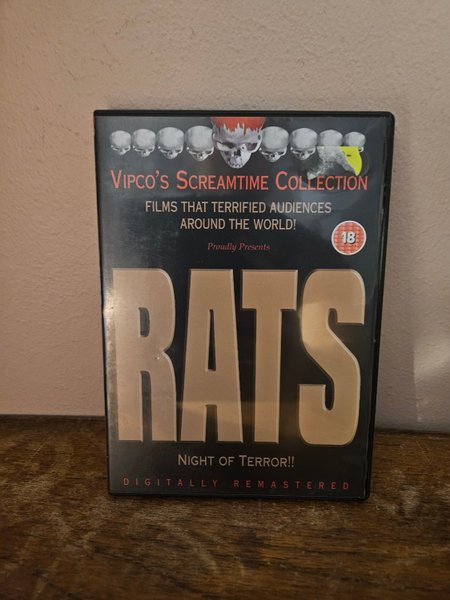 VIPCO'S SCREAMTIME COLLECTION
FILMS THAT TERRIFIED AUDIENCES
AROUND THE WORLD!
Proudly Presents
18
RATS
NIGHT OF TERROR!!
DIGITALLY REMASTERED